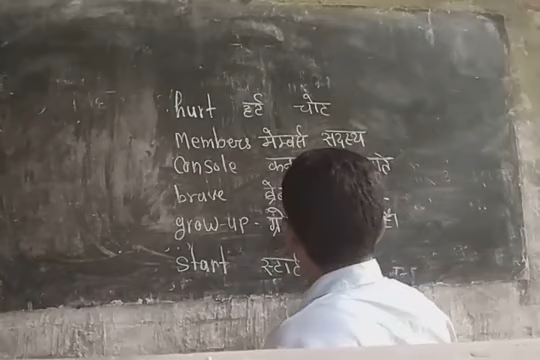 hurt हर्ट चोट
Members मेम्बर्स सदस्य
Console
brave
grow-up -
Start स्टार्ट